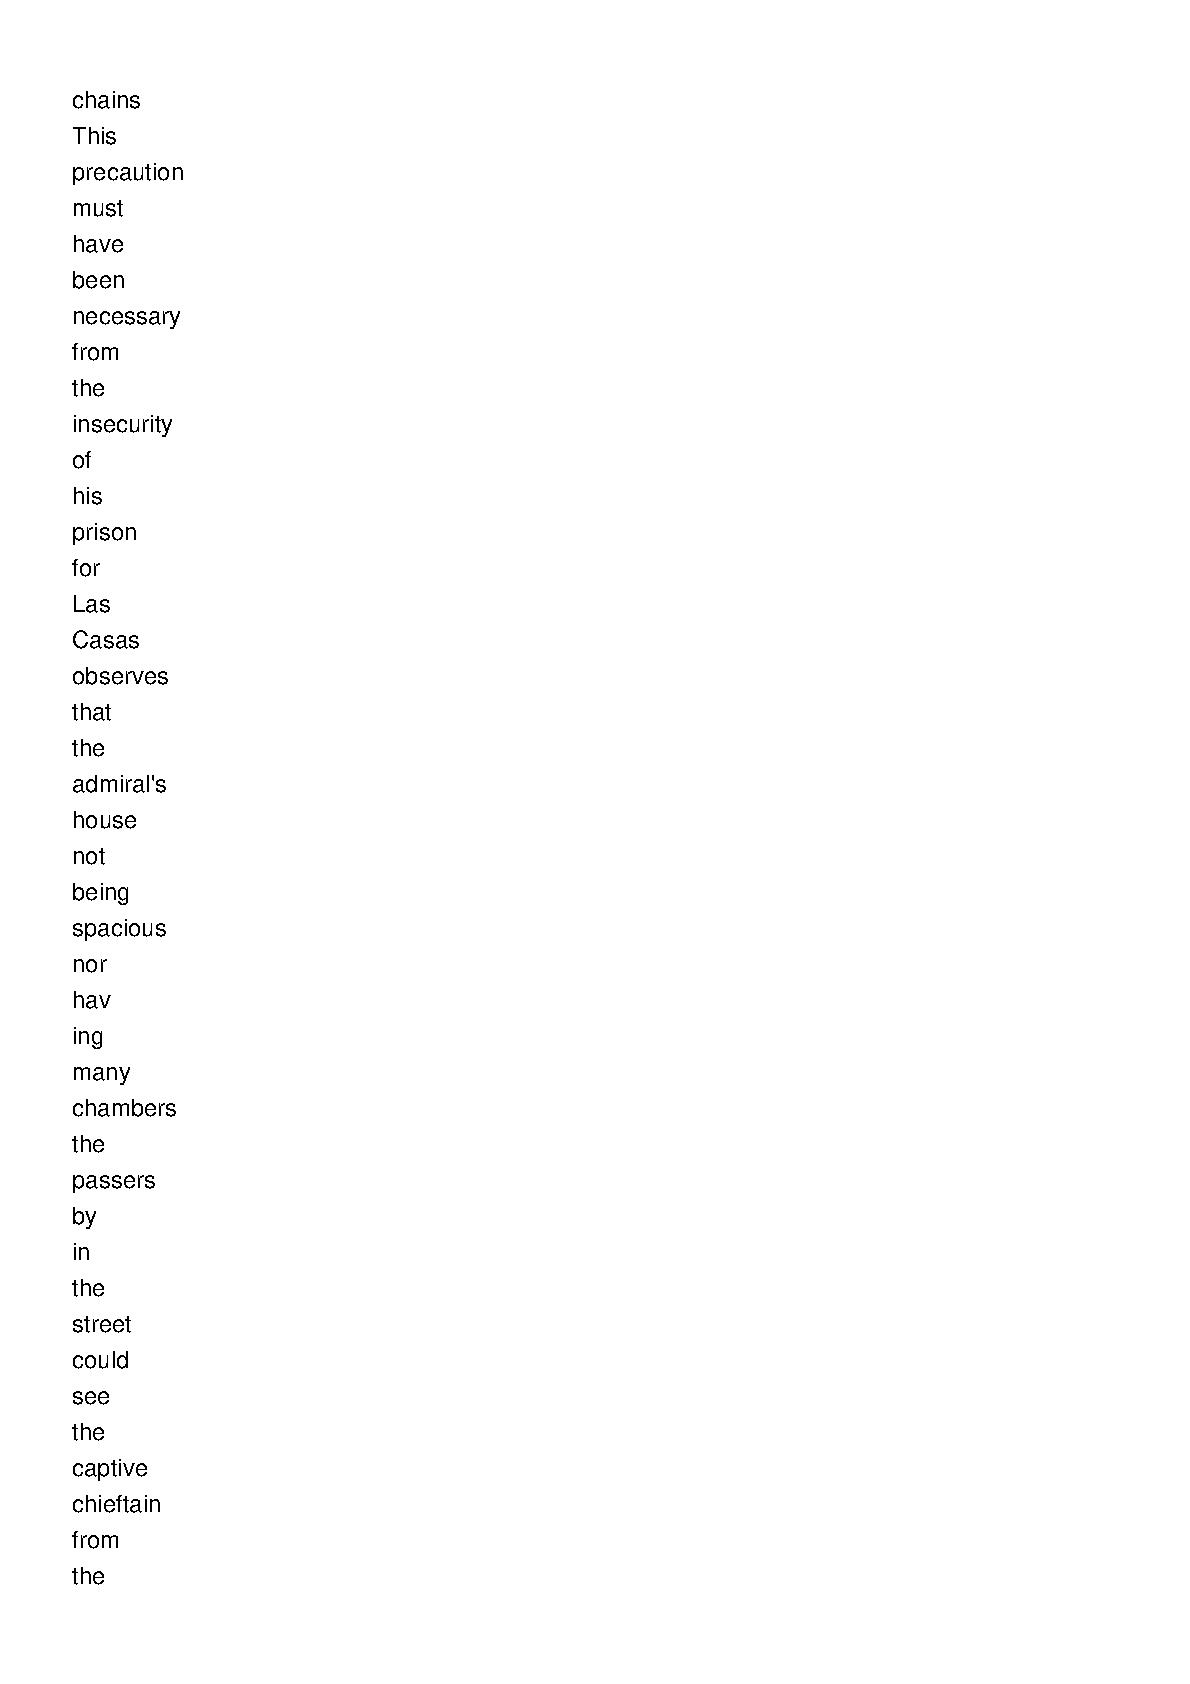 chains
This
precaution
must
have
been
necessary
from
the
insecurity
of
his
prison
for
Las
Casas
observes
that
the
admiral's
house
not
being
spacious
nor
hav
ing
many
chambers
the
passers
by
in
the
street
could
see
the
captive
chieftain
from
the